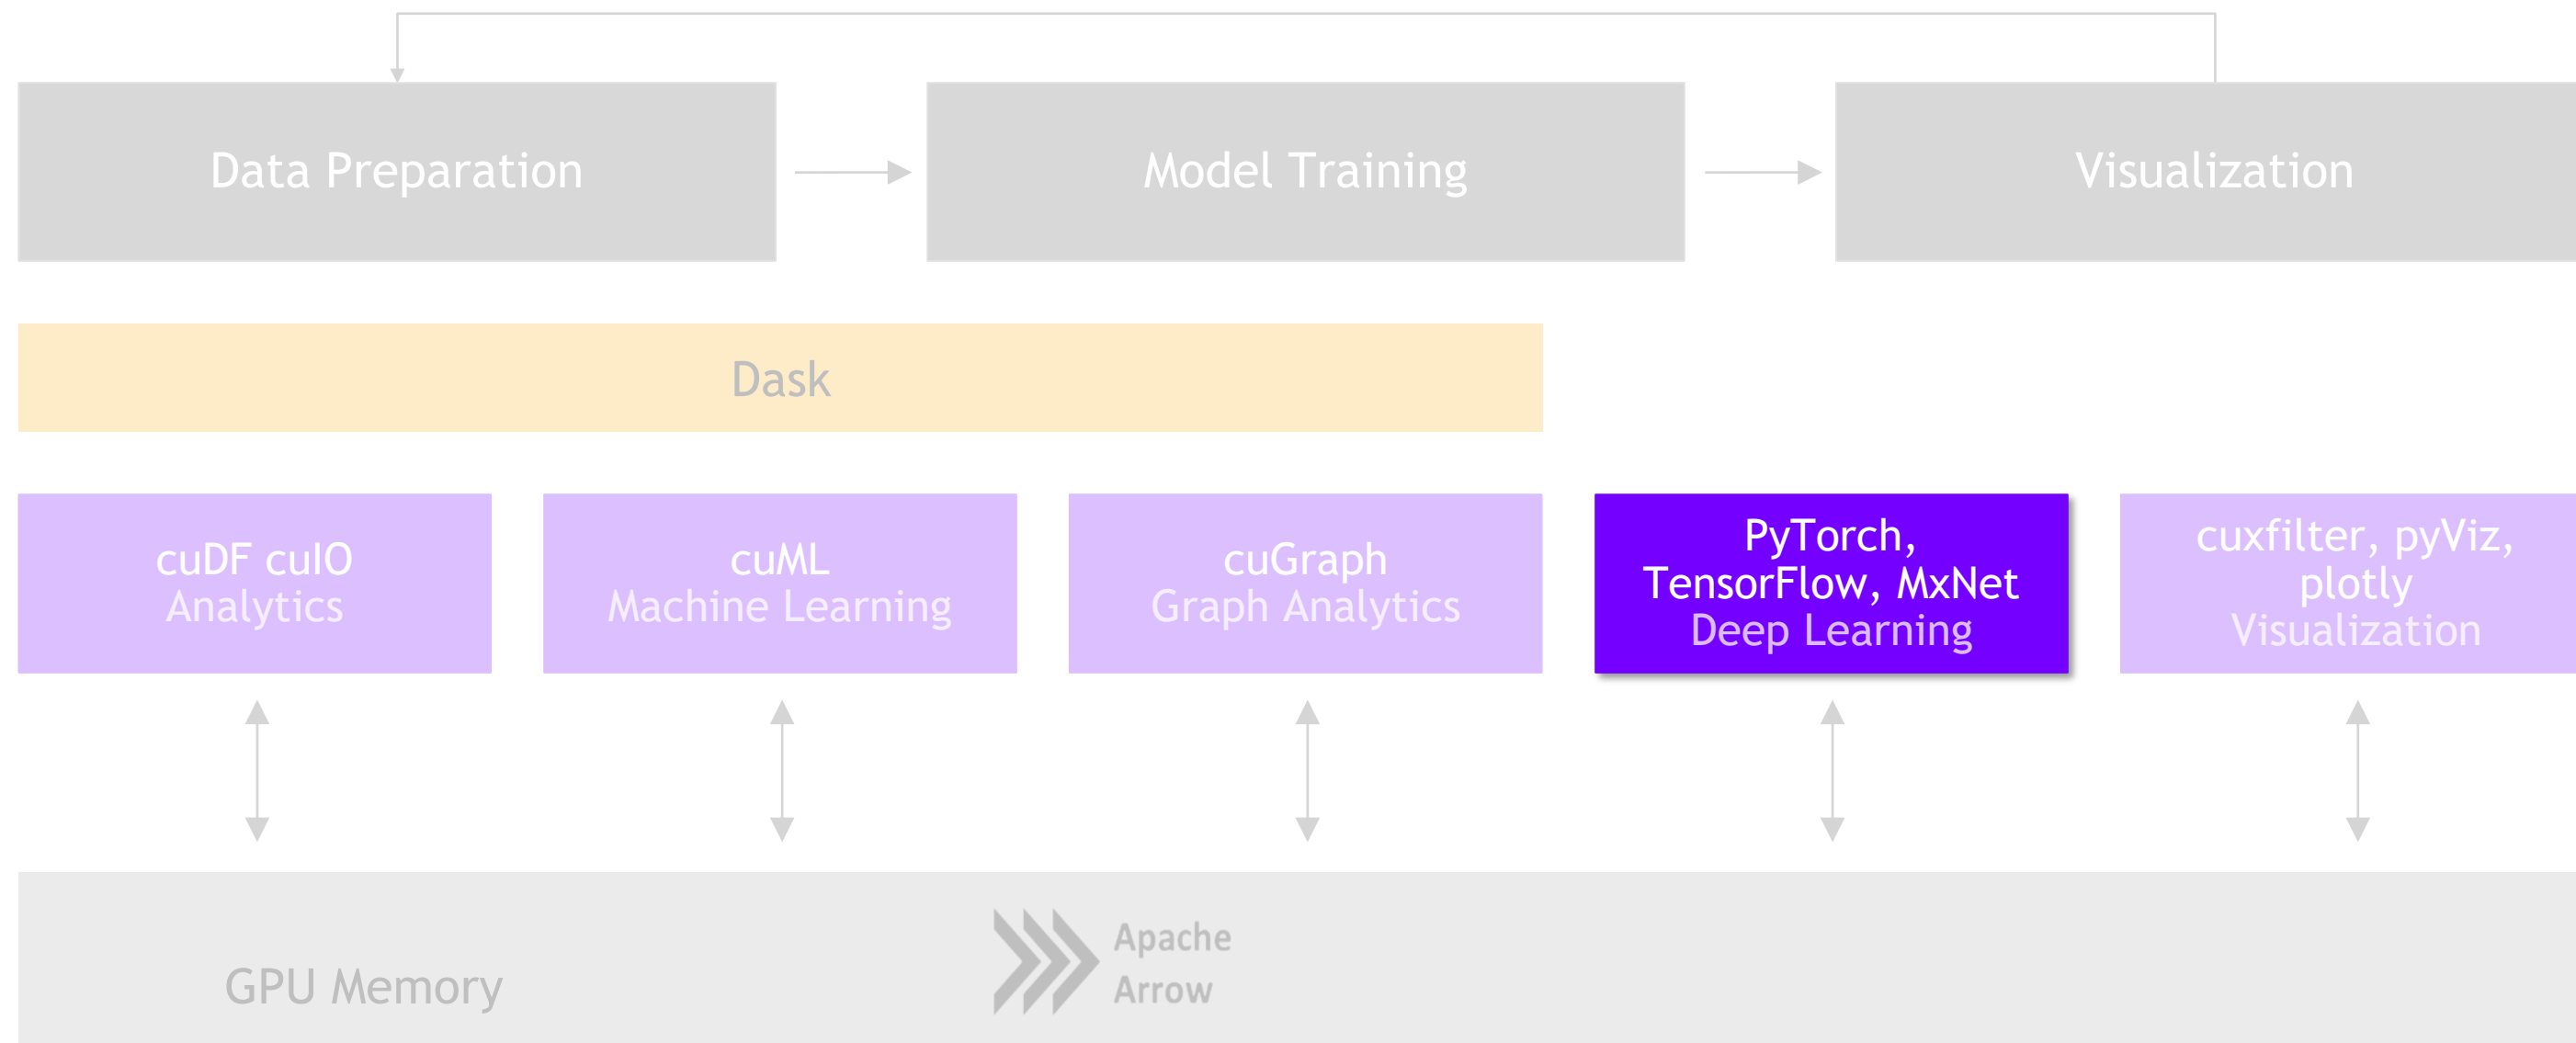 Data Preparation
Model Training
Visualization
Dask
cuDF cuIO
Analytics
cuML
Machine Learning
cuGraph
Graph Analytics
PyTorch,
TensorFlow, MxNet
Deep Learning
cuxfilter, pyViz,
plotly
Visualization
GPU Memory
Apache
Arrow